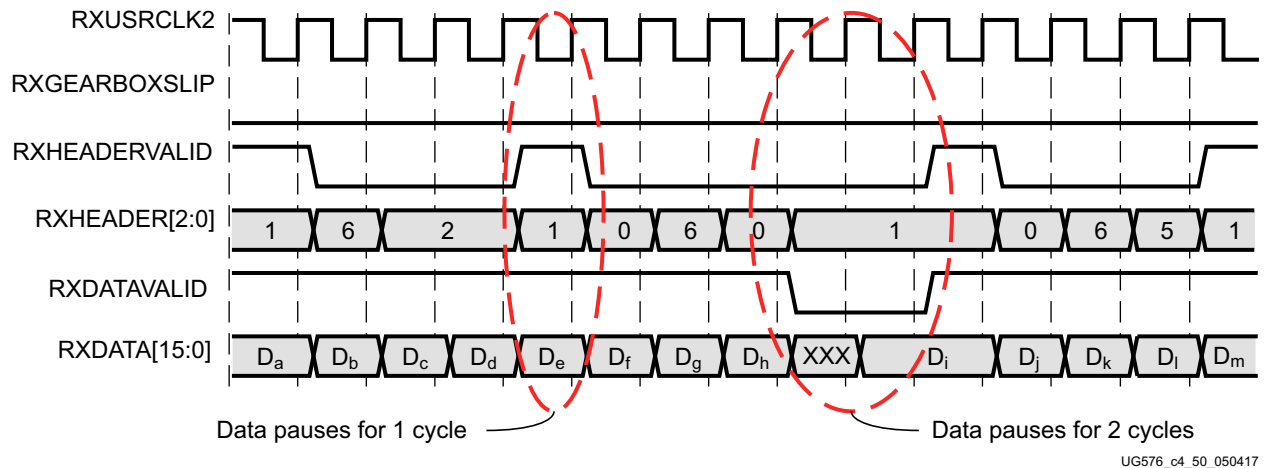 RXUSRCLK2
RXGEARBOXSLIP
RXHEADERVALID
RXHEADER[2:0] 1 6 2 1 0 6 0 1 0 6 5 1
RXDATAVALID
RXDATA[15:0] Da Db Dc Dd De Df Dg Dh XXX Di Dj Dk Dl Dm
Data pauses for 1 cycle Data pauses for 2 cycles
UG576_c4_50_050417